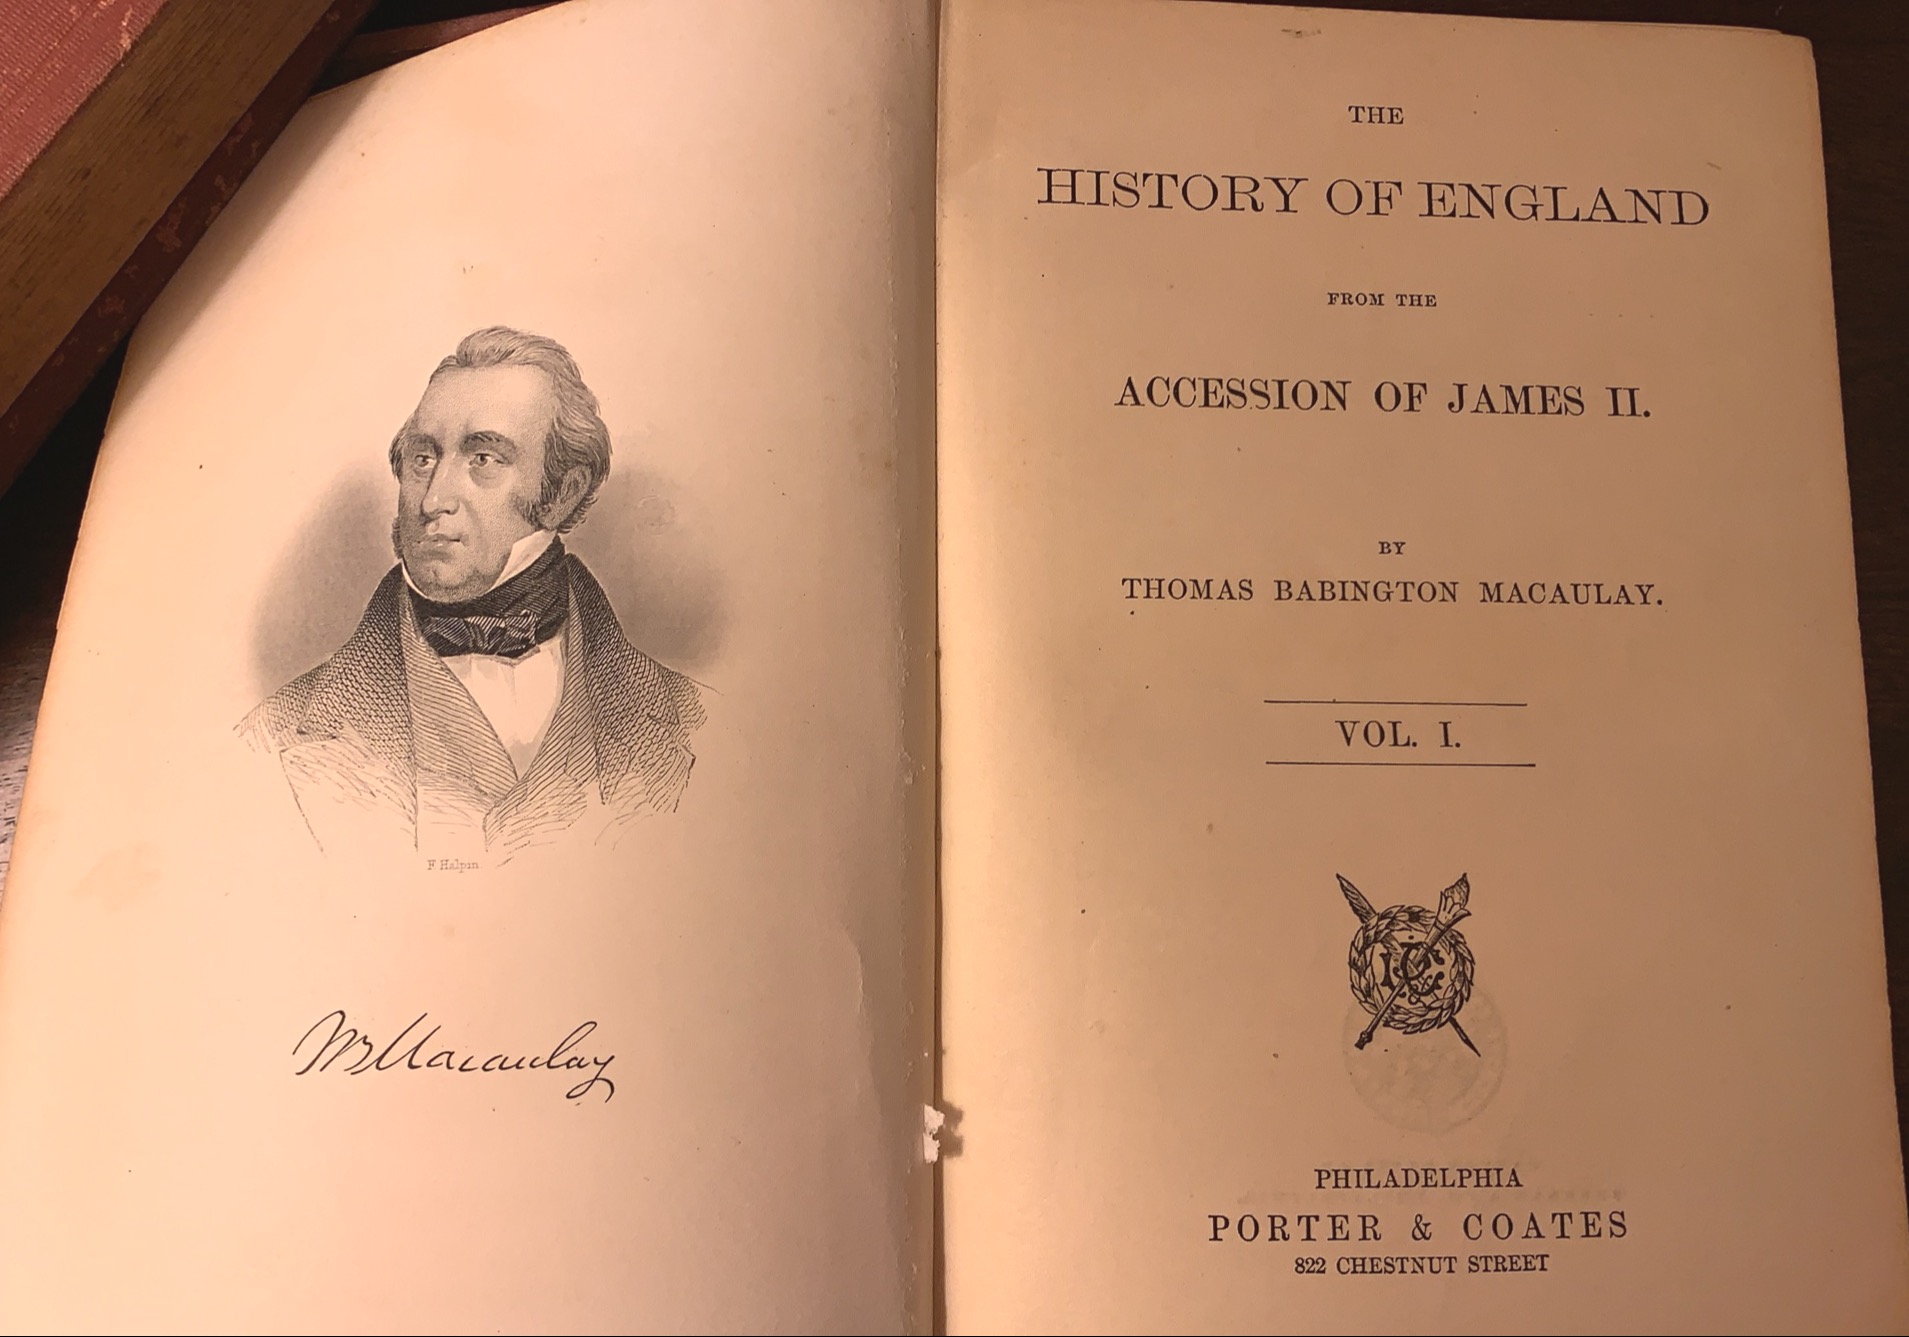 F Halpin
TBMacaulay
THE
HISTORY OF ENGLAND
FROM THE
ACCESSION OF JAMES II.
BY
THOMAS BABINGTON MACAULAY.
VOL. I.
PHILADELPHIA
PORTER & COATES
822 CHESTNUT STREET